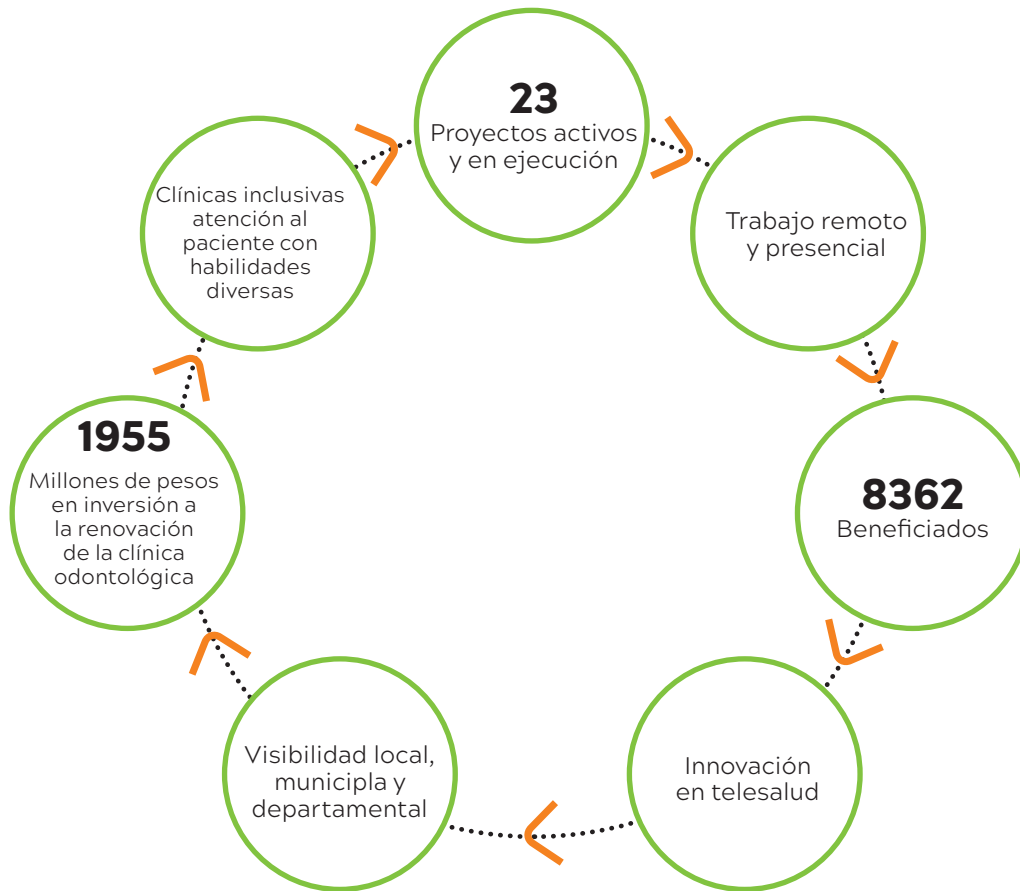 23
Proyectos activos
y en ejecución
Trabajo remoto
y presencial
8362
Beneficiados
Innovación
en telesalud
Visibilidad local,
municipla y
departamental
1955
Millones de pesos
en inversión a
la renovación
de la clínica
odontológica
Clínicas inclusivas
atención al
paciente con
habilidades
diversas